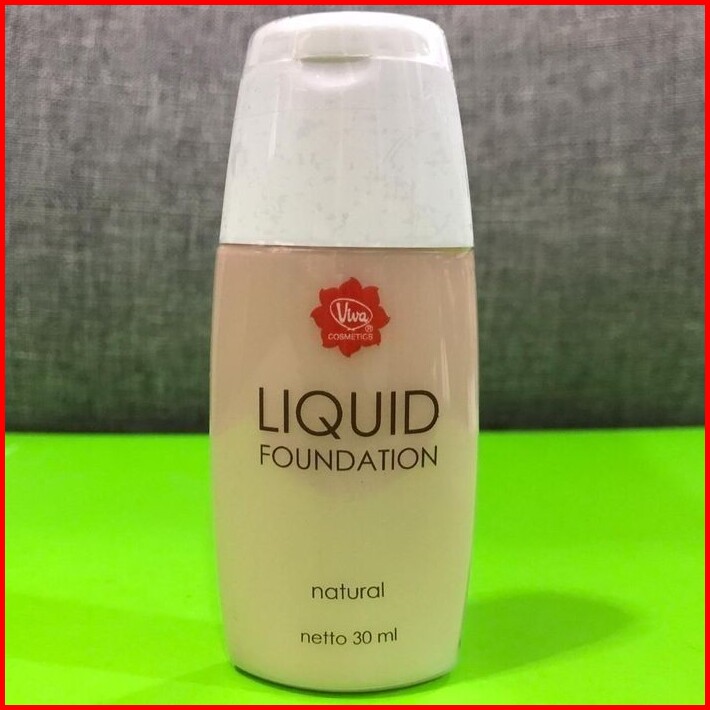 Viva®
COSMETICS
LIQUID
FOUNDATION
natural
netto 30 ml